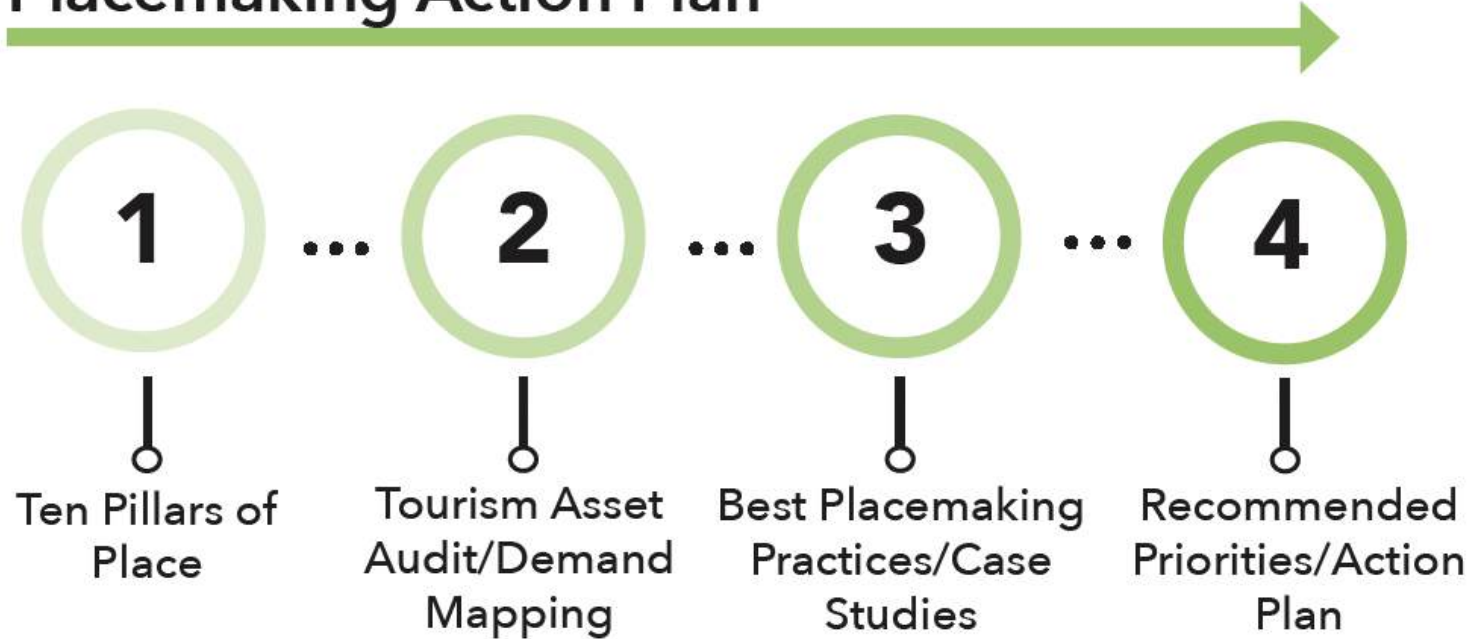 Placemaking Action Plan
1
...
2
...
3
...
4
Ten Pillars of
Place
Tourism Asset
Audit/Demand
Mapping
Best Placemaking
Practices/Case
Studies
Recommended
Priorities/Action
Plan